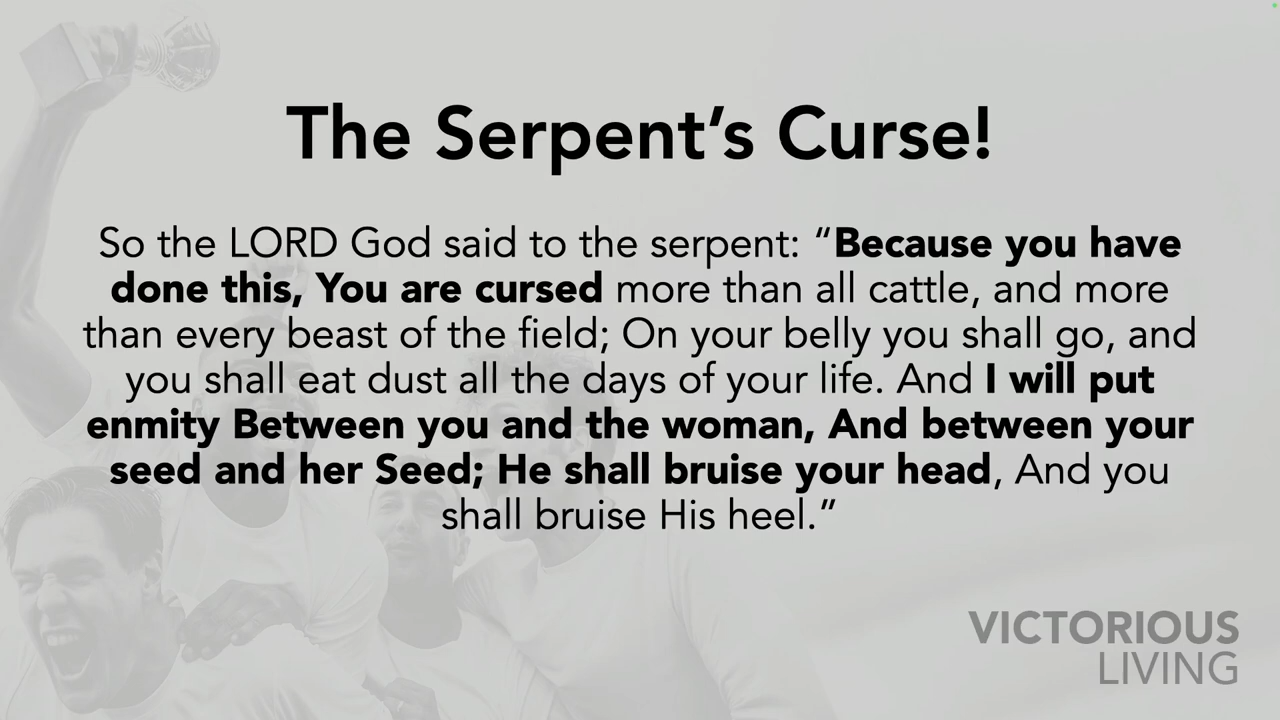 The Serpent’s Curse!
So the LORD God said to the serpent: “Because you have
done this, You are cursed more than all cattle, and more
than every beast of the field; On your belly you shall go, and
you shall eat dust all the days of your life. And I will put
enmity Between you and the woman, And between your
seed and her Seed; He shall bruise your head, And you
shall bruise His heel.”
VICTORIOUS
LIVING